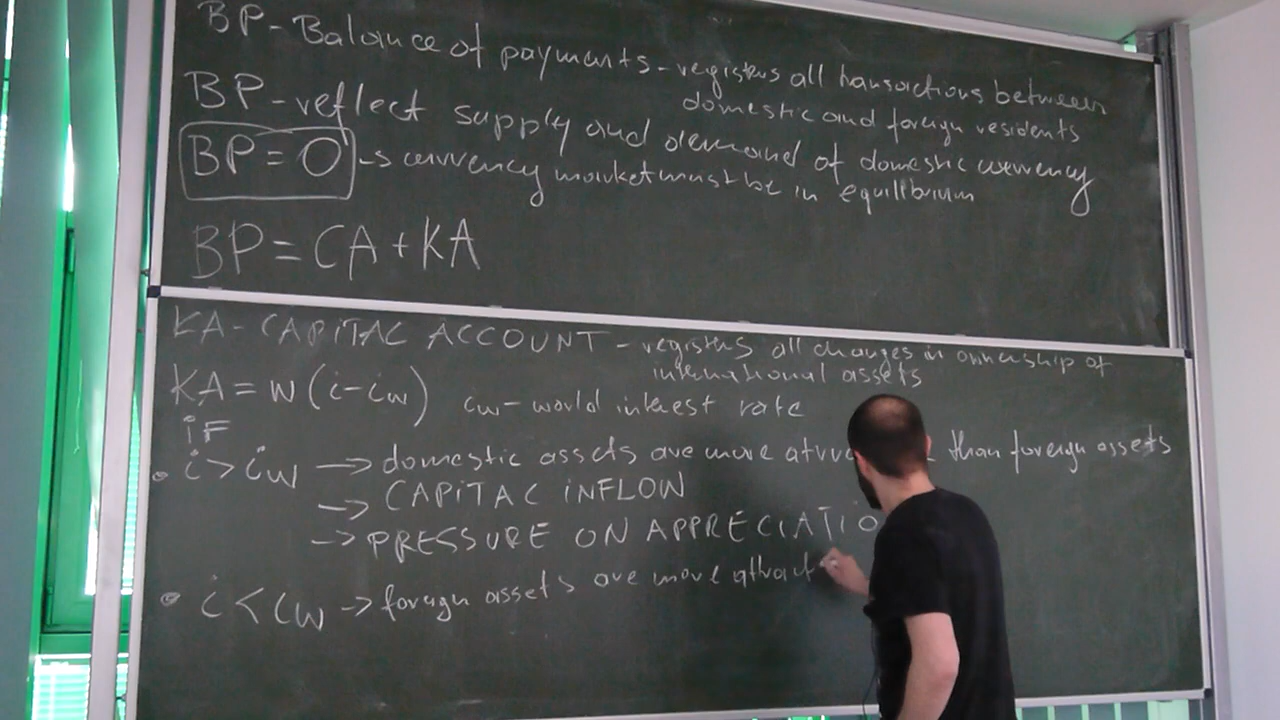 BP - Balance of payments - registers all transactions between
domestic and foreign residents
BP - reflect supply and demand of domestic currency
BP = 0 -> currency market must be in equilibrium
BP = CA + KA
KA - CAPITAL ACCOUNT - registers all changes in ownership of
international assets
KA = W (i - iw) iw - world interest rate
iF
• i > iw → domestic assets are more than foreign assets
→ CAPITAL INFLOW
→ PRESSURE ON APPRECIATIO
• i < iw → foreign assets are more attract